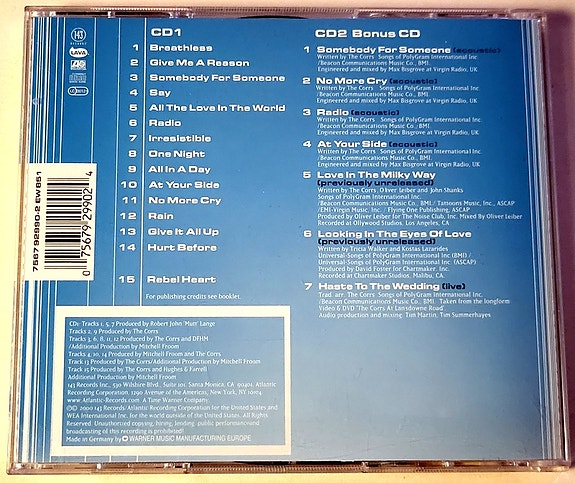 143
RECORDS
LAVA
ATLANTIC
CD1
1 Breathless
2 Give Me A Reason
3 Somebody For Someone
4 Say
5 All The Love In The World
6 Radio
7 Irresistible
8 One Night
9 All In A Day
10 At Your Side
11 No More Cry
12 Rain
13 Give It All Up
14 Hurt Before
15 Rebel Heart
For publishing credits see booklet.
756792990-2 EW851
0 75679 29902 4
CD1: Tracks 1, 5, 7 Produced by Robert John 'Mutt' Lange
Tracks 2, 9 Produced by The Corrs
Tracks 3, 6, 8, 11, 12 Produced by The Corrs and DFHM
/Additional Production by Mitchell Froom
Tracks 4, 10, 14 Produced by Mitchell Froom and The Corrs
Track 13 Produced by The Corrs/Additional Production by Mitchell Froom
Track 15 Produced by The Corrs and Hughes & Farrell
Additional Production by Mitchell Froom
143 Records Inc., 530 Wilshire Blvd., Suite 101, Santa Monica, CA 90401. Atlantic
Recording Corporation, 1290 Avenue of the Americas, New York, NY 10104
www.Atlantic-Records.com A Time Warner Company.
℗© 2000 143 Records/ Atlantic Recording Corporation for the United States and
WEA International Inc. for the world outside of the United States. All Rights
Reserved. Unauthorized copying, hiring, lending, public performance and
broadcasting of this recording is prohibited!
Made in Germany by WARNER MUSIC MANUFACTURING EUROPE
CD2 Bonus CD
1 Somebody For Someone (acoustic)
Written by The Corrs Songs of PolyGram International Inc
/Beacon Communications Music Co., BMI.
Engineered and mixed by Max Bisgrove at Virgin Radio, UK
2 No More Cry (acoustic)
Written by The Corrs Songs of PolyGram International Inc.
/Beacon Communications Music Co., BMI.
Engineered and mixed by Max Bisgrove at Virgin Radio, UK
3 Radio (acoustic)
Written by The Corrs Songs of PolyGram International Inc.
/Beacon Communications Music Co., BMI.
Engineered and mixed by Max Bisgrove at Virgin Radio, UK
4 At Your Side (acoustic)
Written by The Corrs Songs of PolyGram International Inc.
/Beacon Communications Music Co., BMI.
Engineered and mixed by Max Bisgrove at Virgin Radio, UK
5 Love In The Milky Way
(previously unreleased)
Written by The Corrs, Oliver Leiber and John Shanks
Songs of PolyGram International Inc.
/Beacon Communications Music Co., BMI./ Tattoons Music, Inc., ASCAP
/EMI-Virgin Music, Inc. / Flying One Publishing, ASCAP
Produced by Oliver Leiber for The Noise Club, Inc. Mixed By Oliver Leiber
Recorded at Ollywood Studios, Los Angeles, CA.
6 Looking In The Eyes Of Love
(previously unreleased)
Written by Tricia Walker and Kostas Lazarides
Universal-Songs of PolyGram International Inc (BMI) /
Universal-Songs of PolyGram International Inc. (ASCAP)
Produced by David Foster for Chartmaker, Inc.
Recorded at Chartmaker Studios, Malibu, CA.
7 Haste To The Wedding (live)
Trad. arr. The Corrs Songs of PolyGram International Inc.
/Beacon Communications Music Co., BMI. Taken from the longform
Video & DVD 'The Corrs At Lansdowne Road'.
Audio production and mixing: Tim Martin, Tim Summerhayes